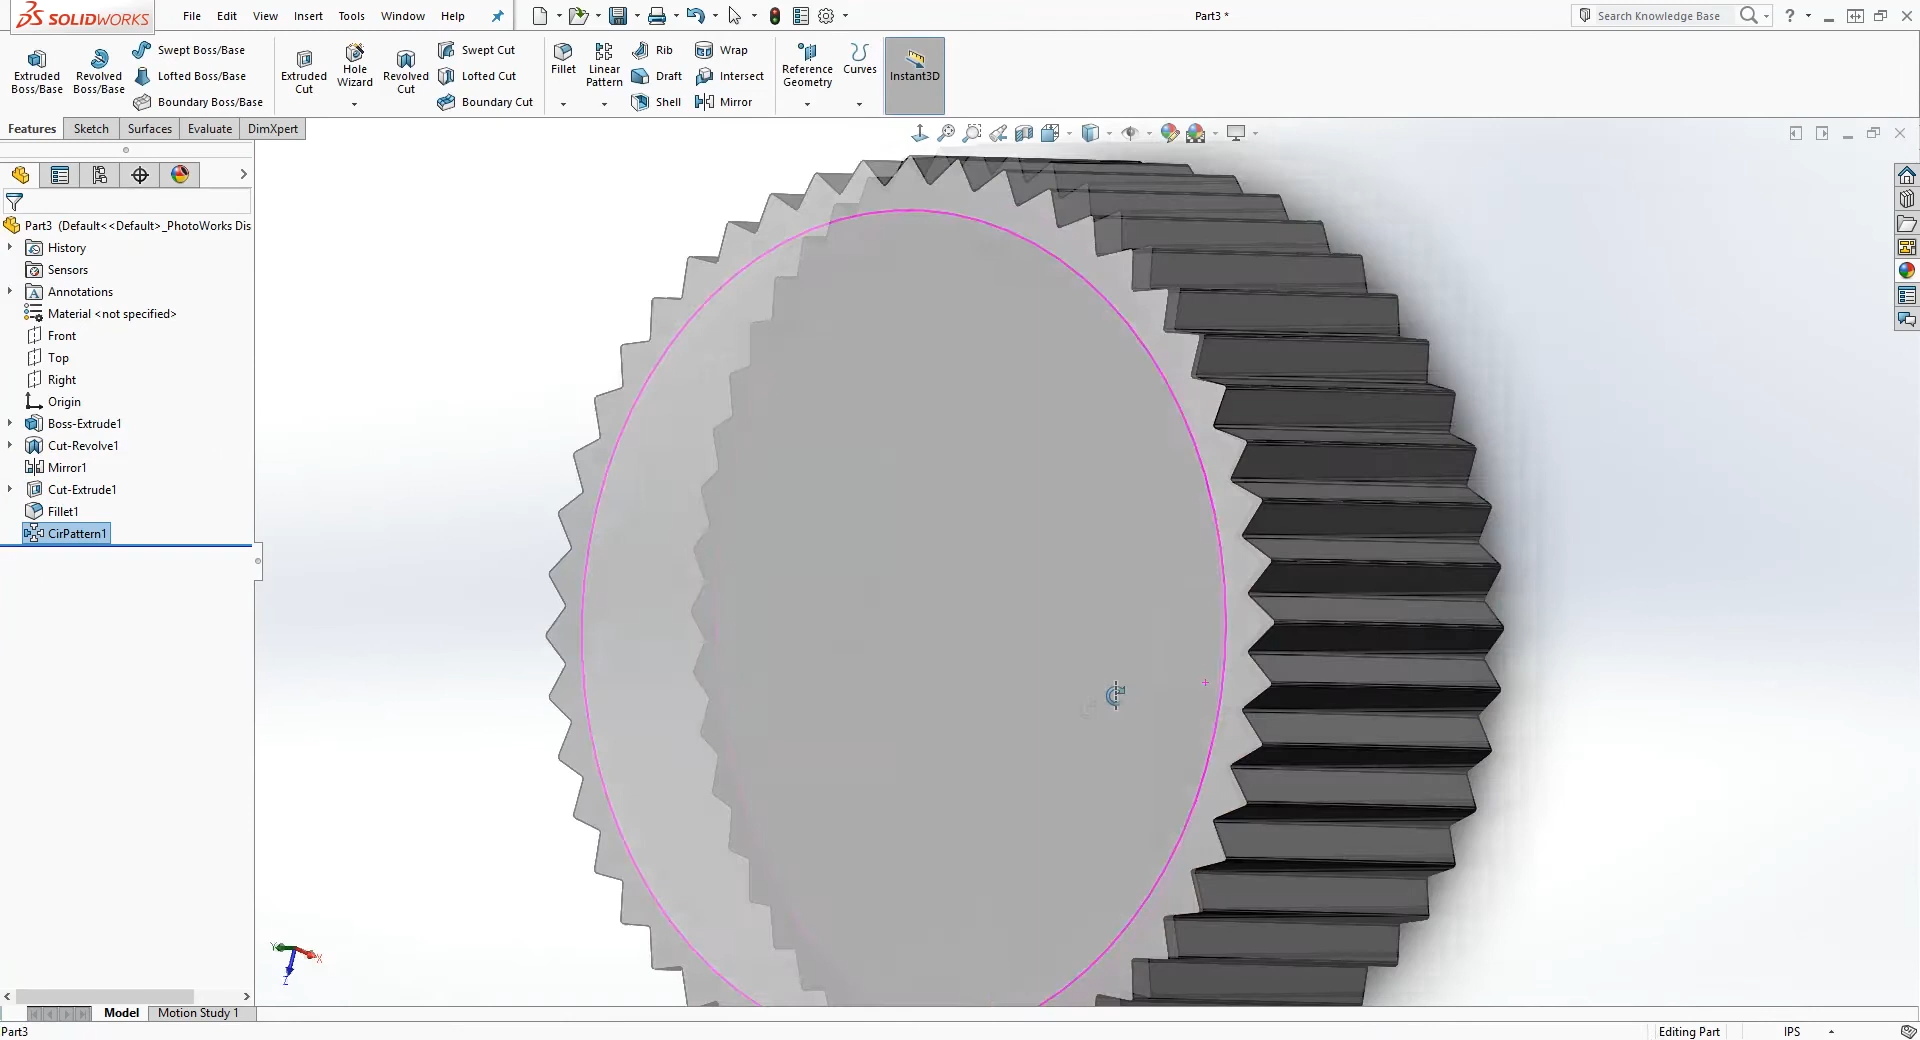 SOLIDWORKS
File Edit View Insert Tools Window Help
Part3 *
Search Knowledge Base
?
Extruded Boss/Base
Revolved Boss/Base
Swept Boss/Base
Lofted Boss/Base
Boundary Boss/Base
Extruded Cut
Hole Wizard
Revolved Cut
Swept Cut
Lofted Cut
Boundary Cut
Fillet
Linear Pattern
Rib
Draft
Shell
Wrap
Intersect
Mirror
Reference Geometry
Curves
Instant3D
Features Sketch Surfaces Evaluate DimXpert
Part3 (Default<<Default>_PhotoWorks Dis
History
Sensors
Annotations
Material <not specified>
Front
Top
Right
Origin
Boss-Extrude1
Cut-Revolve1
Mirror1
Cut-Extrude1
Fillet1
CirPattern1
Y
X
Z
Model Motion Study 1
Part3
Editing Part
IPS